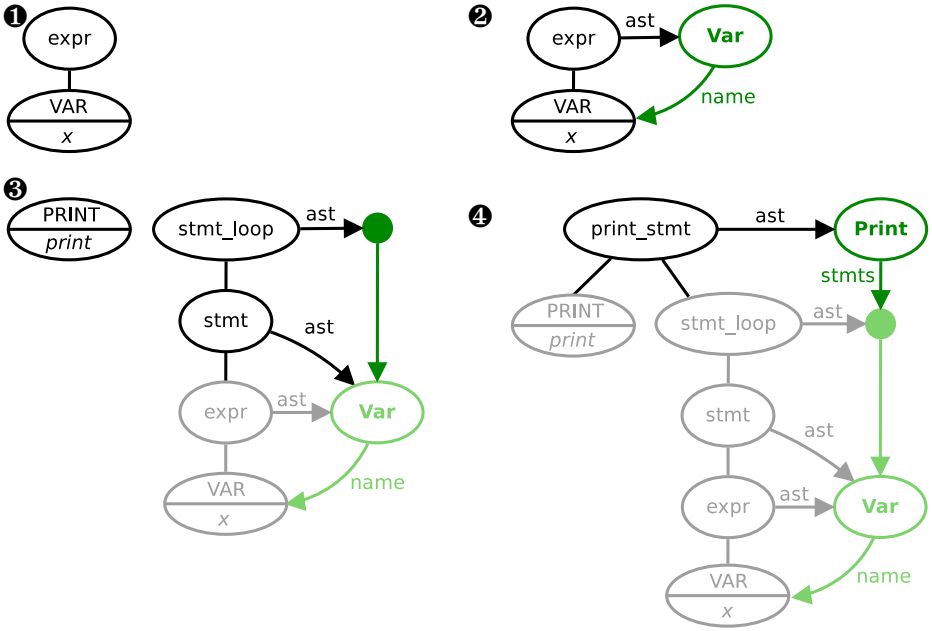 ❶
expr
VAR
x
❷
expr
ast
Var
VAR
x
name
❸
PRINT
print
stmt_loop
ast
stmt
ast
expr
ast
Var
VAR
x
name
❹
print_stmt
ast
Print
stmts
PRINT
print
stmt_loop
ast
stmt
ast
expr
ast
Var
VAR
x
name